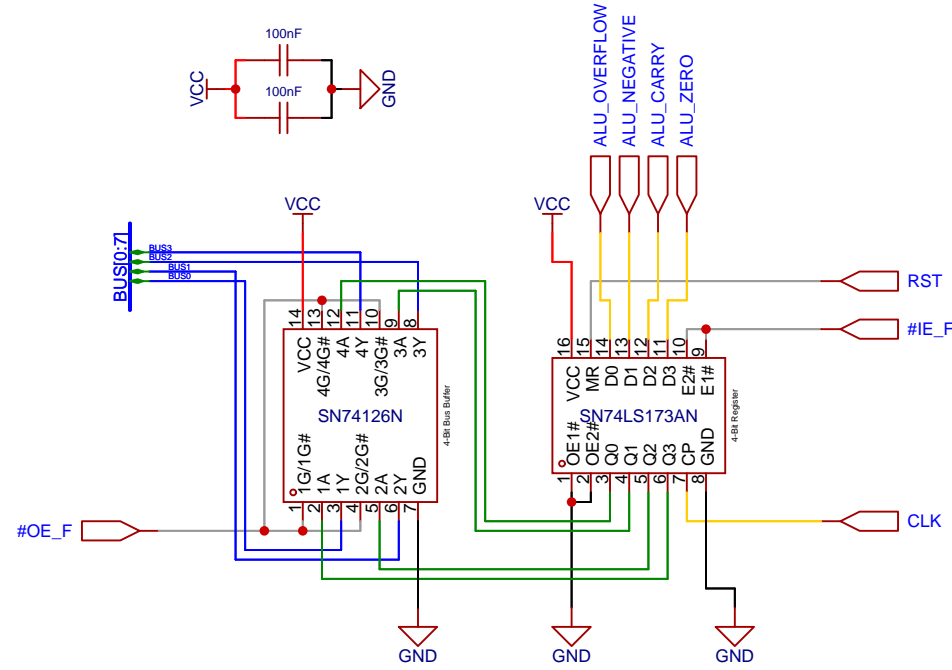 100nF
100nF
VCC
GND
ALU_OVERFLOW
ALU_NEGATIVE
ALU_CARRY
ALU_ZERO
VCC
VCC
BUS[0:7]
BUS3
BUS2
BUS1
BUS0
RST
#IE_F
14
13
12
11
10
9
8
VCC
4G/4G#
4A
4Y
3G/3G#
3A
3Y
SN74126N
4-Bit Bus Buffer
1G/1G#
1A
1Y
2G/2G#
2A
2Y
GND
1
2
3
4
5
6
7
16
15
14
13
12
11
10
9
VCC
MR
D0
D1
D2
D3
E2#
E1#
SN74LS173AN
4-Bit Register
OE1#
OE2#
Q0
Q1
Q2
Q3
CP
GND
1
2
3
4
5
6
7
8
#OE_F
CLK
GND
GND
GND